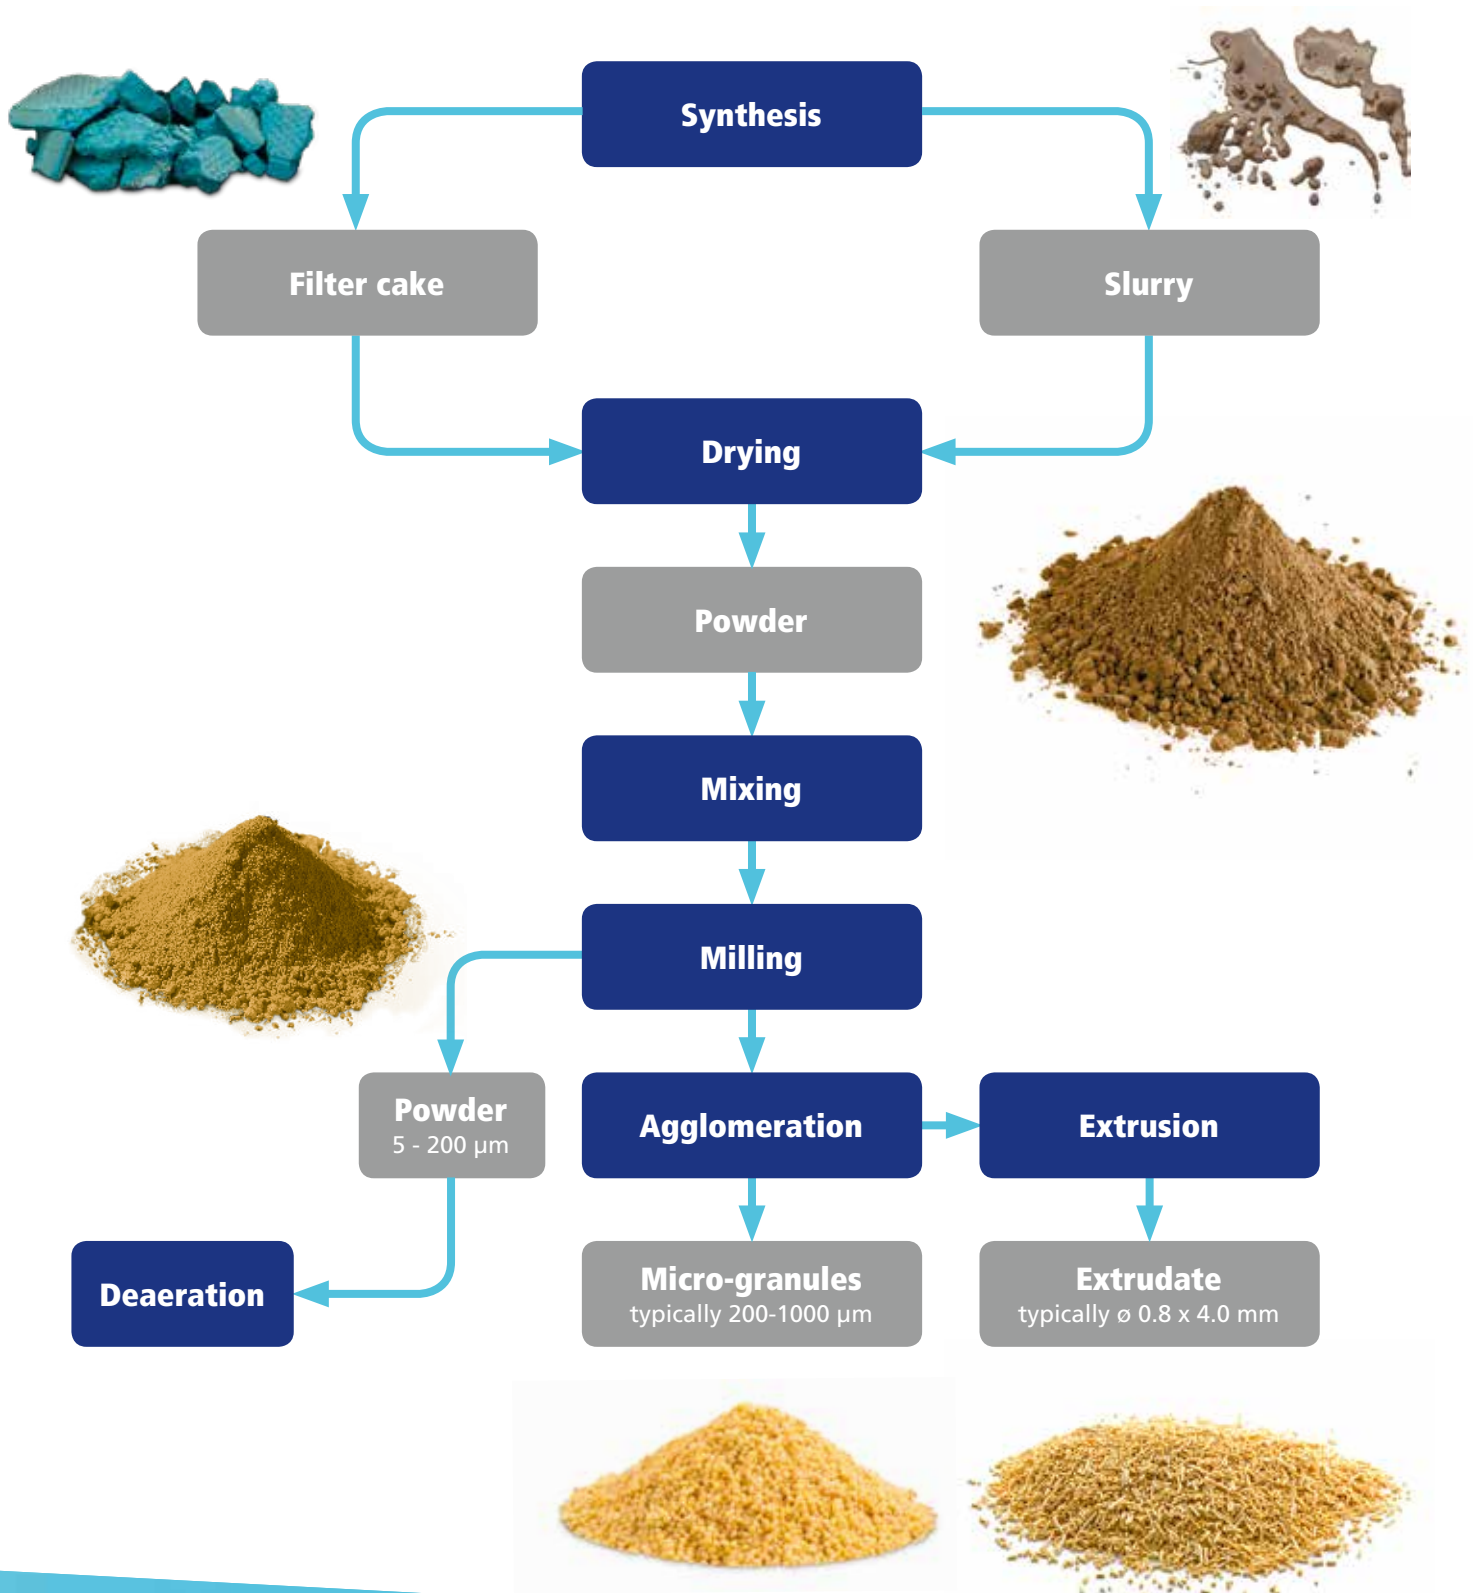 Synthesis
Filter cake
Slurry
Drying
Powder
Mixing
Milling
Powder
5 - 200 µm
Agglomeration
Extrusion
Deaeration
Micro-granules
typically 200-1000 µm
Extrudate
typically ø 0.8 x 4.0 mm